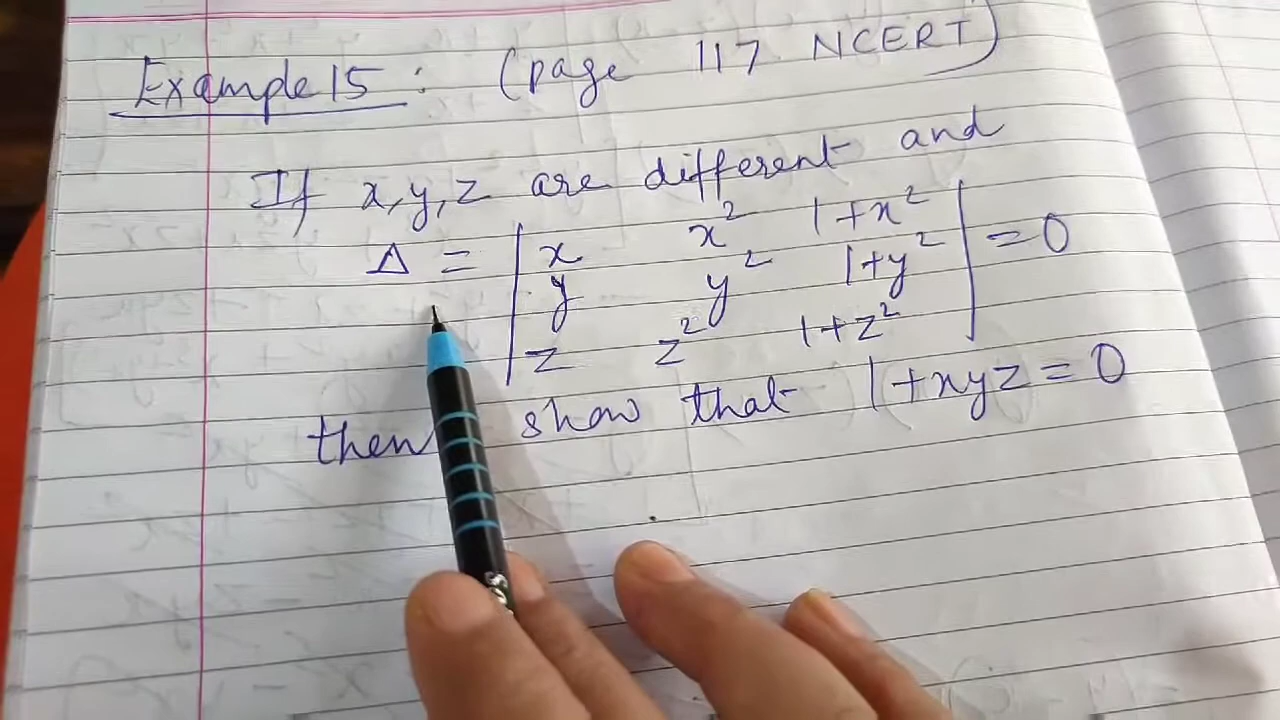 Example 15 : (page 117 NCERT)
If x, y, z are different and
Δ = | x x² 1+x² | = 0
y y² 1+y²
z z² 1+z²
then show that 1+xyz = 0